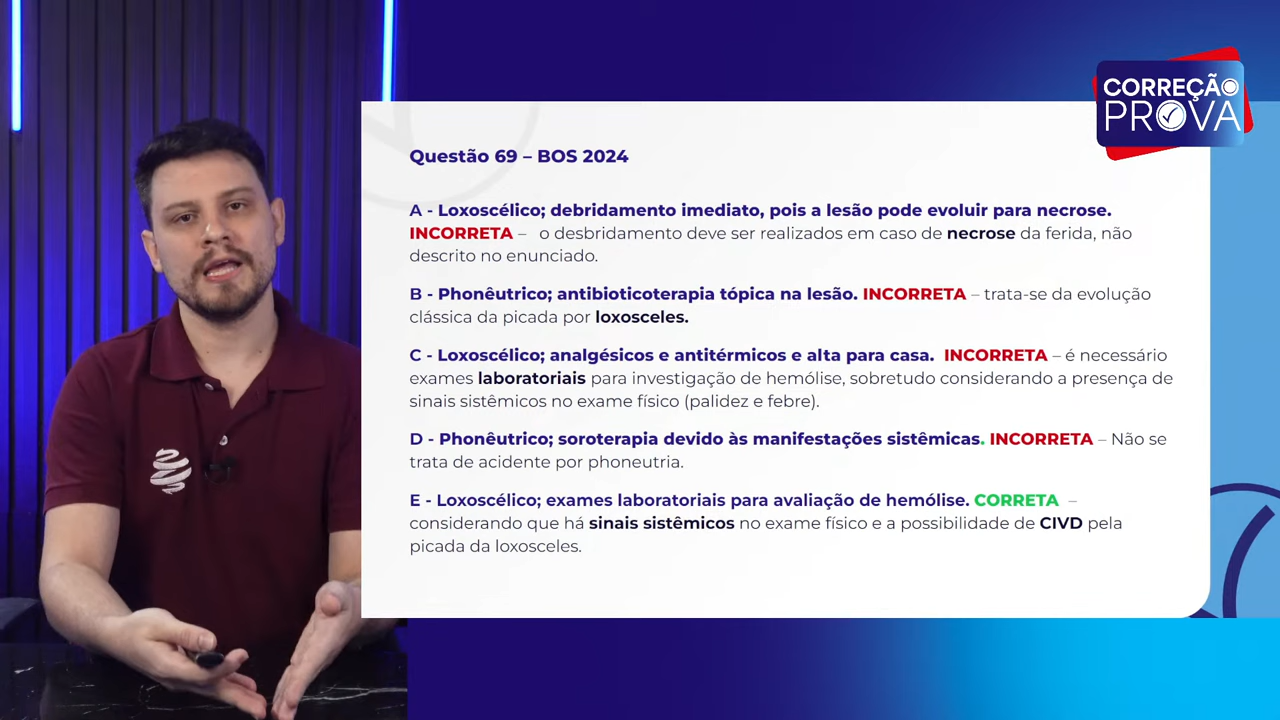 CORREÇÃO
PROVA
Questão 69 – BOS 2024
A - Loxoscélico; debridamento imediato, pois a lesão pode evoluir para necrose.
INCORRETA – o desbridamento deve ser realizados em caso de necrose da ferida, não
descrito no enunciado.
B - Phonêutrico; antibioticoterapia tópica na lesão. INCORRETA – trata-se da evolução
clássica da picada por loxosceles.
C - Loxoscélico; analgésicos e antitérmicos e alta para casa. INCORRETA – é necessário
exames laboratoriais para investigação de hemólise, sobretudo considerando a presença de
sinais sistêmicos no exame físico (palidez e febre).
D - Phonêutrico; soroterapia devido às manifestações sistêmicas. INCORRETA – Não se
trata de acidente por phoneutria.
E - Loxoscélico; exames laboratoriais para avaliação de hemólise. CORRETA –
considerando que há sinais sistêmicos no exame físico e a possibilidade de CIVD pela
picada da loxosceles.